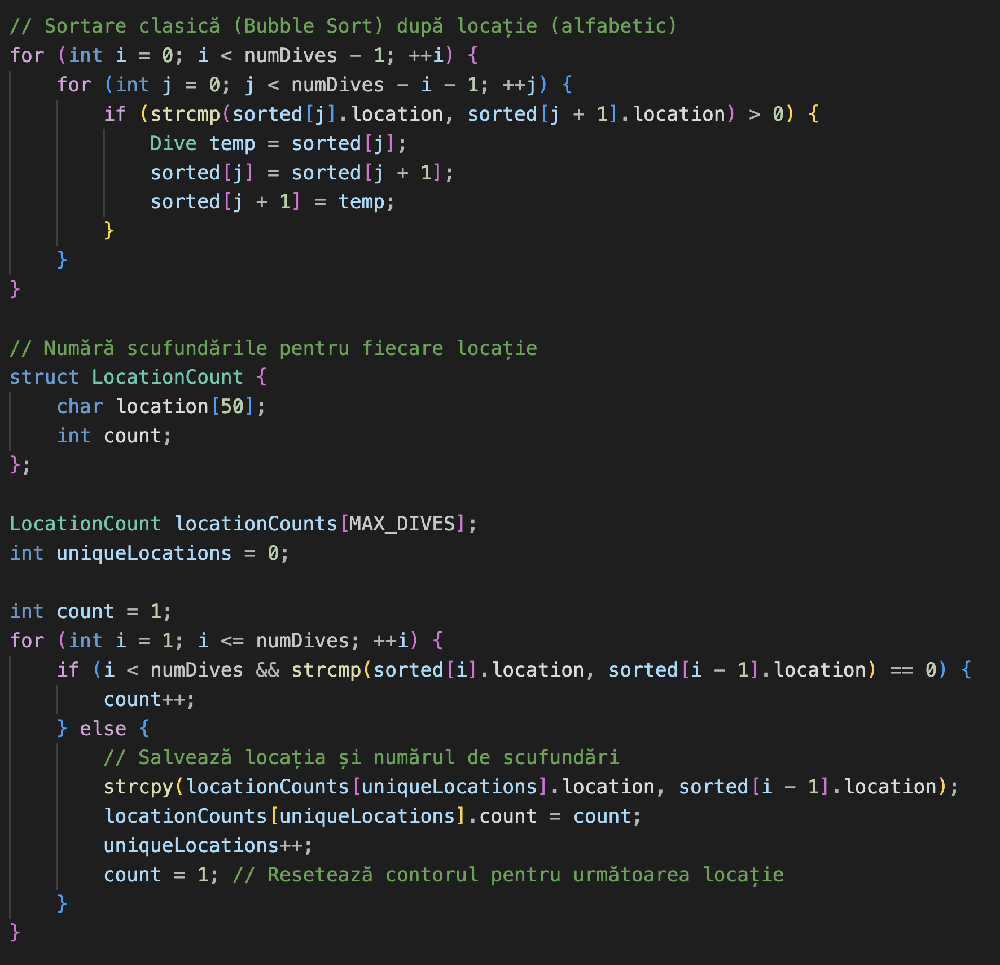 // Sortare clasică (Bubble Sort) după locație (alfabetic)
for (int i = 0; i < numDives - 1; ++i) {
    for (int j = 0; j < numDives - i - 1; ++j) {
        if (strcmp(sorted[j].location, sorted[j + 1].location) > 0) {
            Dive temp = sorted[j];
            sorted[j] = sorted[j + 1];
            sorted[j + 1] = temp;
        }
    }
}
// Numără scufundările pentru fiecare locație
struct LocationCount {
    char location[50];
    int count;
};
LocationCount locationCounts[MAX_DIVES];
int uniqueLocations = 0;
int count = 1;
for (int i = 1; i <= numDives; ++i) {
    if (i < numDives && strcmp(sorted[i].location, sorted[i - 1].location) == 0) {
        count++;
    } else {
        // Salvează locația și numărul de scufundări
        strcpy(locationCounts[uniqueLocations].location, sorted[i - 1].location);
        locationCounts[uniqueLocations].count = count;
        uniqueLocations++;
        count = 1; // Resetează contorul pentru următoarea locație
    }
}